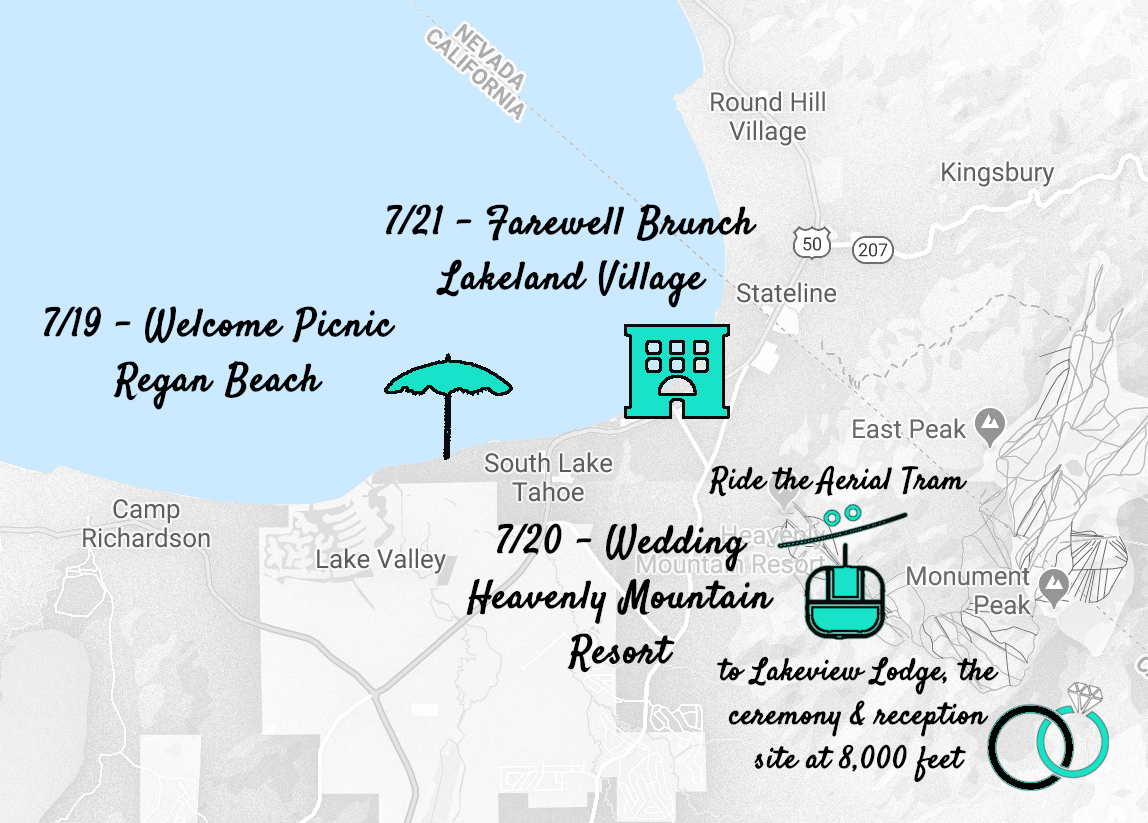 NEVADA
CALIFORNIA
Round Hill
Village
Kingsbury
7/21 - Farewell Brunch
Lakeland Village
50
207
Stateline
7/19 - Welcome Picnic
Regan Beach
East Peak
South Lake
Tahoe
Ride the Aerial Tram
Camp
Richardson
Lake Valley
7/20 - Wedding
Heavenly Mountain
Resort
Heavenly
Mountain Resort
Monument
Peak
to Lakeview Lodge, the
ceremony & reception
site at 8,000 feet